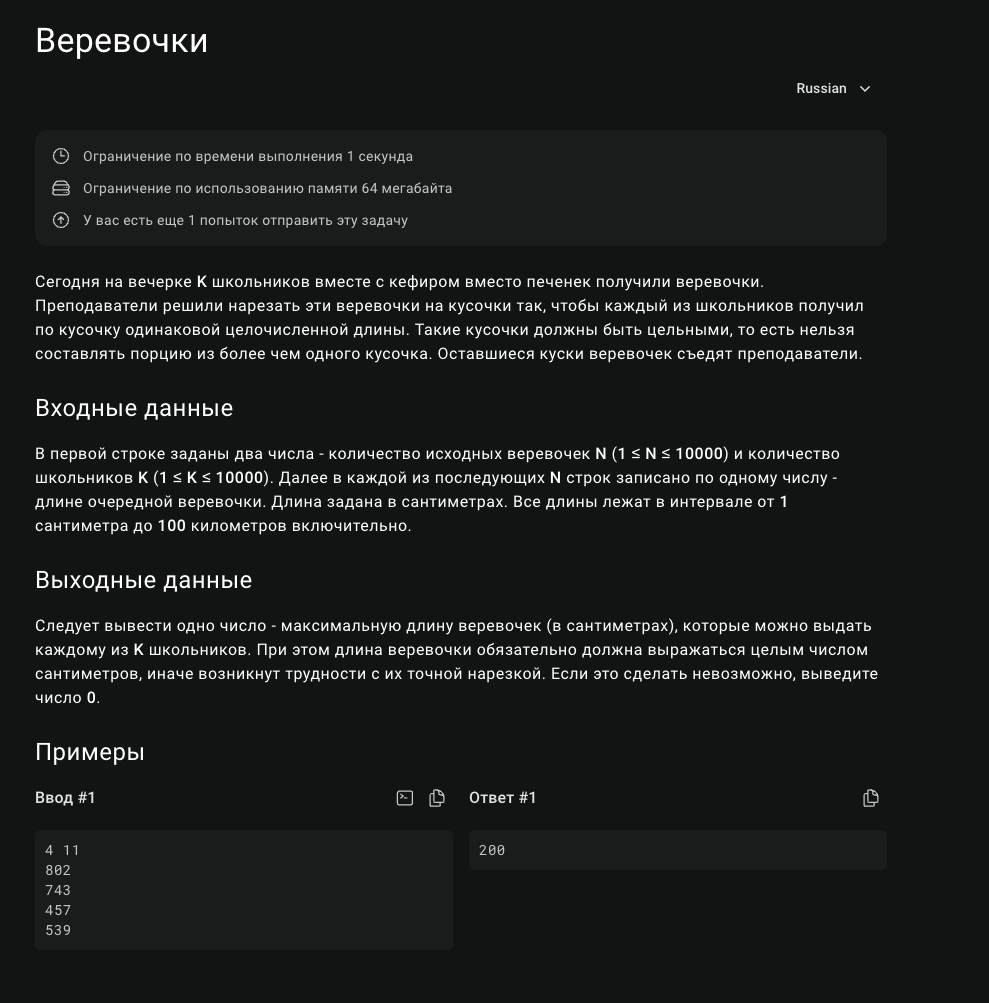 Веревочки
Russian
Ограничение по времени выполнения 1 секунда
Ограничение по использованию памяти 64 мегабайта
У вас есть еще 1 попыток отправить эту задачу
Сегодня на вечерке K школьников вместе с кефиром вместо печенек получили веревочки.
Преподаватели решили нарезать эти веревочки на кусочки так, чтобы каждый из школьников получил
по кусочку одинаковой целочисленной длины. Такие кусочки должны быть цельными, то есть нельзя
составлять порцию из более чем одного кусочка. Оставшиеся куски веревочек съедят преподаватели.
Входные данные
В первой строке заданы два числа - количество исходных веревочек N (1 ≤ N ≤ 10000) и количество
школьников K (1 ≤ K ≤ 10000). Далее в каждой из последующих N строк записано по одному числу -
длине очередной веревочки. Длина задана в сантиметрах. Все длины лежат в интервале от 1
сантиметра до 100 километров включительно.
Выходные данные
Следует вывести одно число - максимальную длину веревочек (в сантиметрах), которые можно выдать
каждому из K школьников. При этом длина веревочки обязательно должна выражаться целым числом
сантиметров, иначе возникнут трудности с их точной нарезкой. Если это сделать невозможно, выведите
число 0.
Примеры
Ввод #1
Ответ #1
4 11
802
743
457
539
200